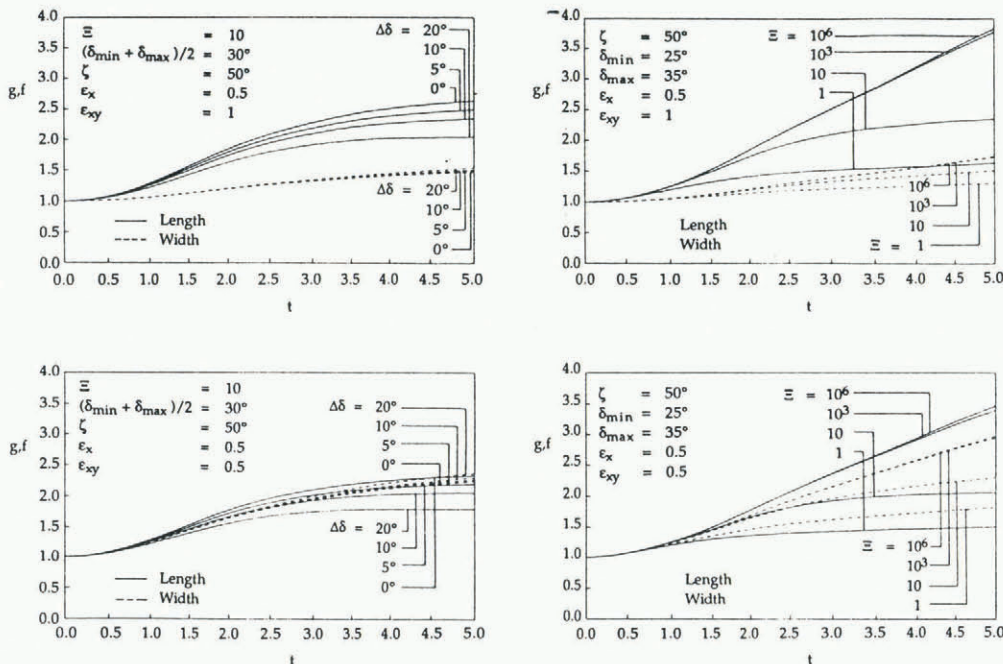 4.0
3.5
3.0
2.5
2.0
1.5
1.0
0.5
0.0
g,f
Ξ = 10
(δmin + δmax)/2 = 30°
ζ = 50°
εx = 0.5
εxy = 1
Δδ = 20°
10°
5°
0°
Δδ = 20°
10°
5°
0°
Length
Width
0.0 0.5 1.0 1.5 2.0 2.5 3.0 3.5 4.0 4.5 5.0
t
4.0
3.5
3.0
2.5
2.0
1.5
1.0
0.5
0.0
g,f
ζ = 50°
δmin = 25°
δmax = 35°
εx = 0.5
εxy = 1
Ξ = 10⁶
10³
10
1
10⁶
10³
10
Ξ = 1
Length
Width
0.0 0.5 1.0 1.5 2.0 2.5 3.0 3.5 4.0 4.5 5.0
t
4.0
3.5
3.0
2.5
2.0
1.5
1.0
0.5
0.0
g,f
Ξ = 10
(δmin + δmax)/2 = 30°
ζ = 50°
εx = 0.5
εxy = 0.5
Δδ = 20°
10°
5°
0°
Δδ = 20°
10°
5°
0°
Length
Width
0.0 0.5 1.0 1.5 2.0 2.5 3.0 3.5 4.0 4.5 5.0
t
4.0
3.5
3.0
2.5
2.0
1.5
1.0
0.5
0.0
g,f
ζ = 50°
δmin = 25°
δmax = 35°
εx = 0.5
εxy = 0.5
Ξ = 10⁶
10³
10
1
Ξ = 10⁶
10³
10
1
Length
Width
0.0 0.5 1.0 1.5 2.0 2.5 3.0 3.5 4.0 4.5 5.0
t